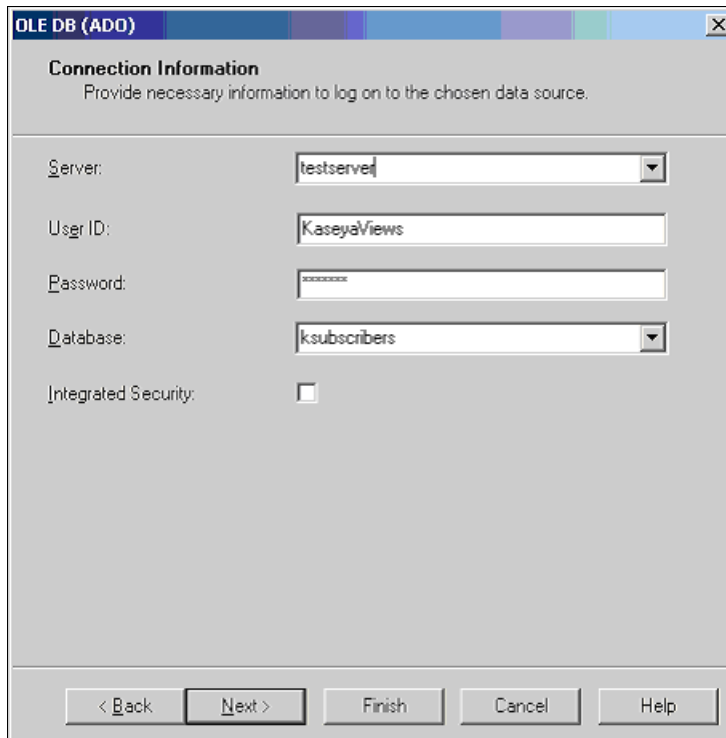 OLE DB (ADO)
Connection Information
Provide necessary information to log on to the chosen data source.
Server: testserver
User ID: KaseyaViews
Password: *******
Database: ksubscribers
Integrated Security:
< Back Next > Finish Cancel Help